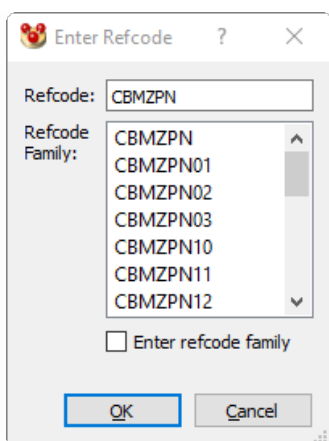 Enter Refcode ?
Refcode: CBMZPN
Refcode Family:
CBMZPN
CBMZPN01
CBMZPN02
CBMZPN03
CBMZPN10
CBMZPN11
CBMZPN12
Enter refcode family
OK Cancel